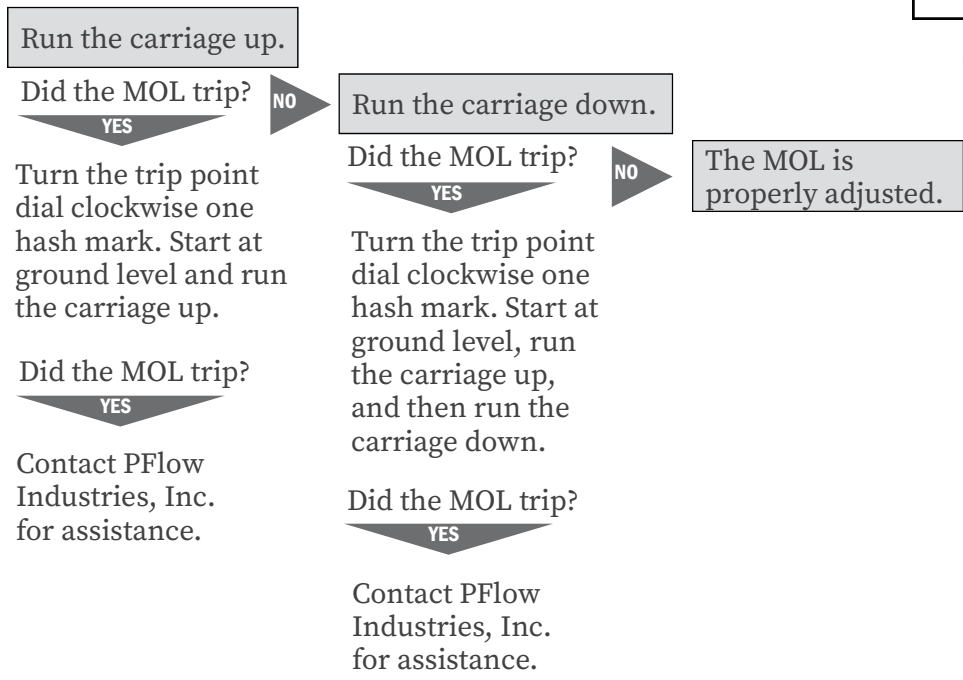 Run the carriage up.
Did the MOL trip?
NO
YES
Turn the trip point
dial clockwise one
hash mark. Start at
ground level and run
the carriage up.
Did the MOL trip?
YES
Contact PFlow
Industries, Inc.
for assistance.
Run the carriage down.
Did the MOL trip?
NO
YES
Turn the trip point
dial clockwise one
hash mark. Start at
ground level, run
the carriage up,
and then run the
carriage down.
Did the MOL trip?
YES
Contact PFlow
Industries, Inc.
for assistance.
The MOL is
properly adjusted.